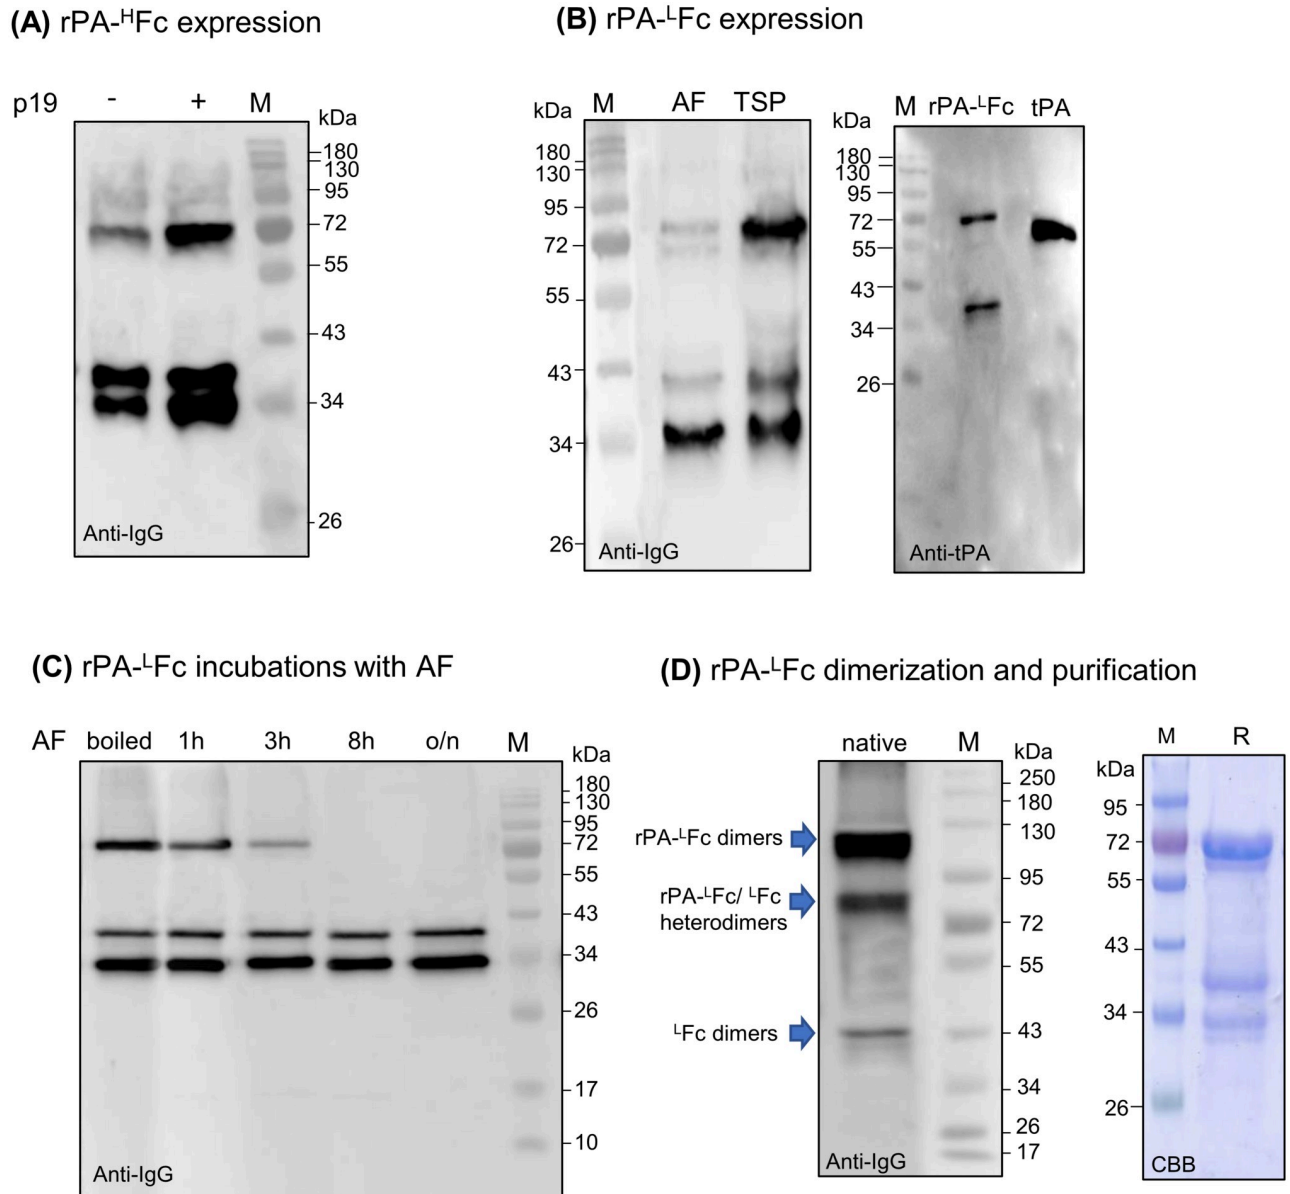 (A) rPA-ᴴFc expression
p19 - + M
kDa
180
130
95
72
55
43
34
26
Anti-IgG
(B) rPA-ᴸFc expression
kDa M AF TSP
180
130
95
72
55
43
34
26
Anti-IgG
kDa M rPA-ᴸFc tPA
180
130
95
72
55
43
34
26
Anti-tPA
(C) rPA-ᴸFc incubations with AF
AF boiled 1h 3h 8h o/n M
kDa
180
130
95
72
55
43
34
26
17
10
Anti-IgG
(D) rPA-ᴸFc dimerization and purification
native M
kDa
250
180
130
95
72
55
43
34
26
17
rPA-ᴸFc dimers
rPA-ᴸFc/ ᴸFc
heterodimers
ᴸFc dimers
Anti-IgG
M R
kDa
95
72
55
43
34
26
CBB